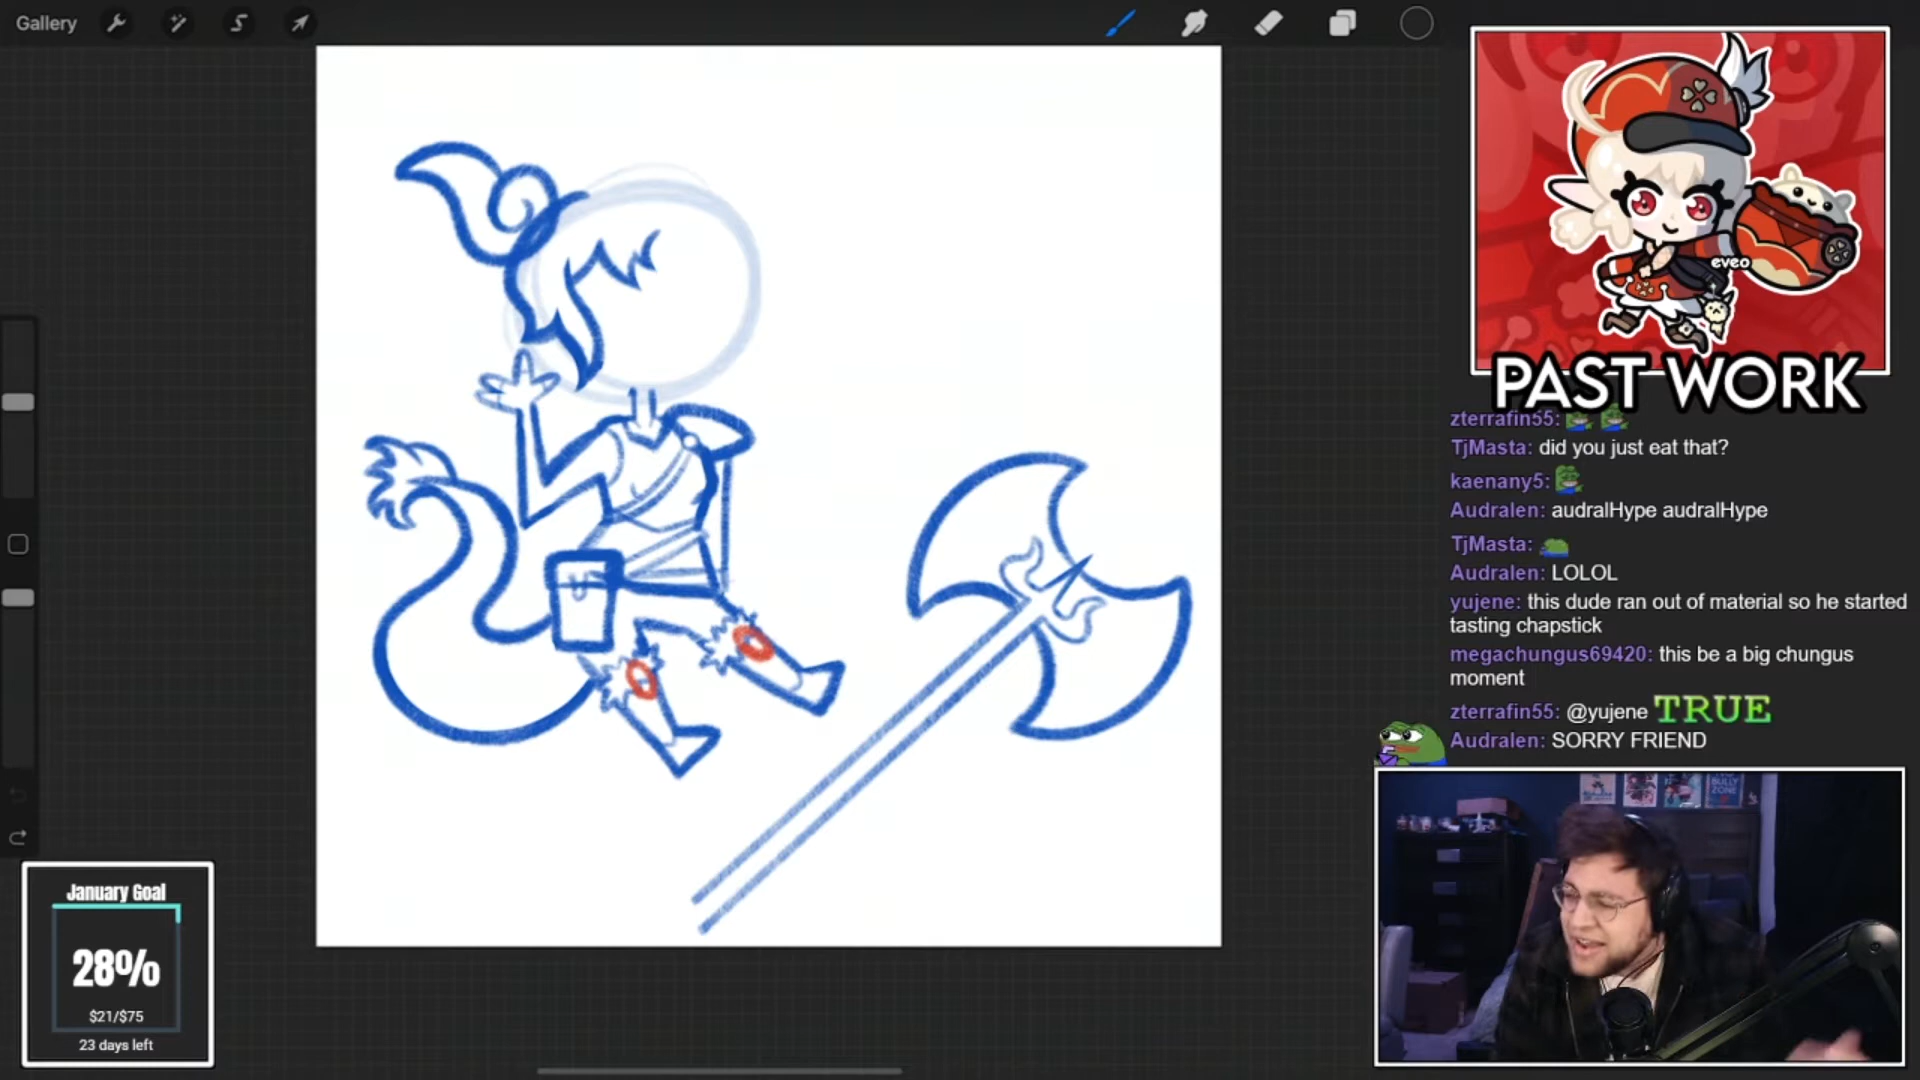 Gallery
eveo
PAST WORK
zterrafin55:
TjMasta: did you just eat that?
kaenany5:
Audralen: audralHype audralHype
TjMasta:
Audralen: LOLOL
yujene: this dude ran out of material so he started
tasting chapstick
megachungus69420: this be a big chungus
moment
zterrafin55: @yujene TRUE
Audralen: SORRY FRIEND
BULLY
ZONE
January Goal
28%
$21/$75
23 days left